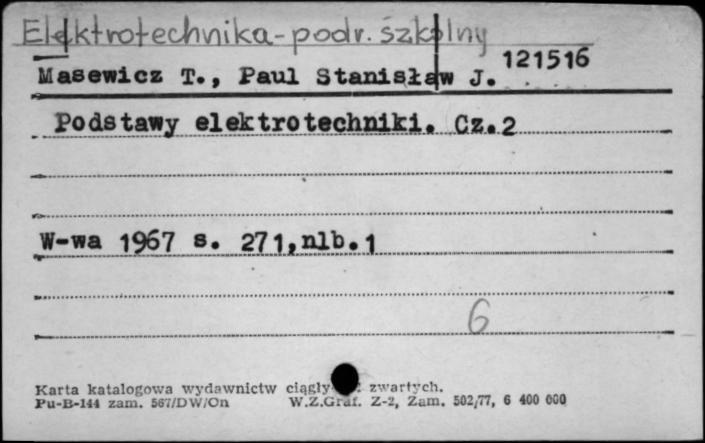 Elektrotechnika - podr. szkolny
121516
Masewicz T., Paul Stanisław J.
Podstawy elektrotechniki. Cz.2
W-wa 1967 s. 271,nlb.1
6
Karta katalogowa wydawnictw zwartych.
Pu-B-144 zam. 567/DW/On W.Z.Graf. Z-2, Zam. 502/77, 6 400 000